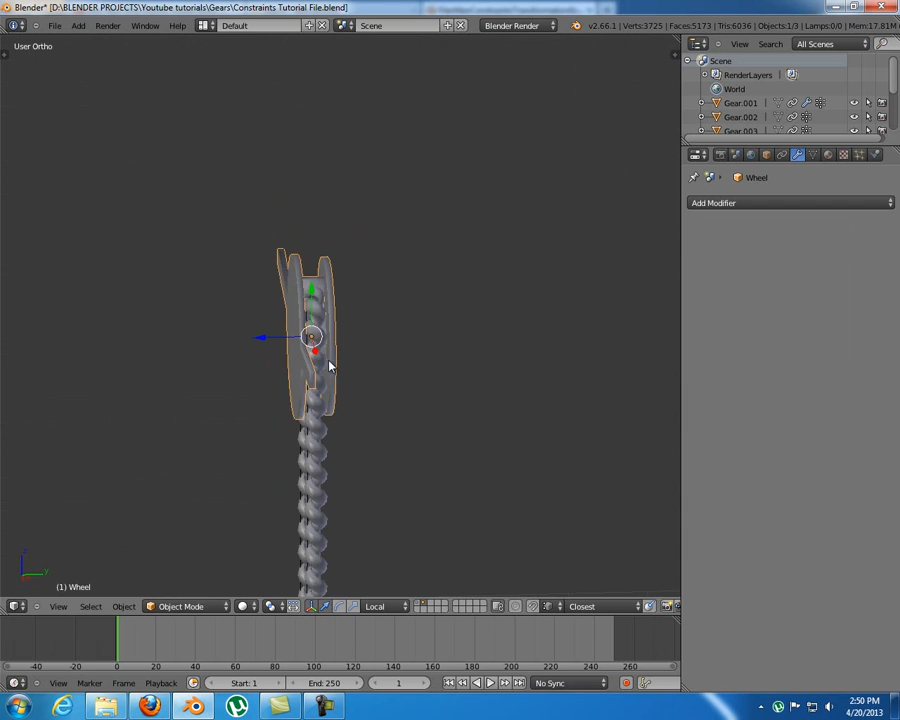 Blender* [D:\BLENDER PROJECTS\Youtube tutorials\Gears\Constraints Tutorial File.blend]
File Add Render Window Help Default Scene Blender Render v2.66.1 | Verts:3725 | Faces:5173 | Tris:6036 | Objects:1/3 | Lamps:0/0 | Mem:17.81M
User Ortho
View Search All Scenes
Scene
RenderLayers
World
Gear.001
Gear.002
Gear.003
Wheel
Add Modifier
z
y
(1) Wheel
View Select Object Object Mode Local Closest
-40 -20 0 20 40 60 80 100 120 140 160 180 200 220 240 260
View Marker Frame Playback Start: 1 End: 250 1 No Sync
2:50 PM
4/20/2013